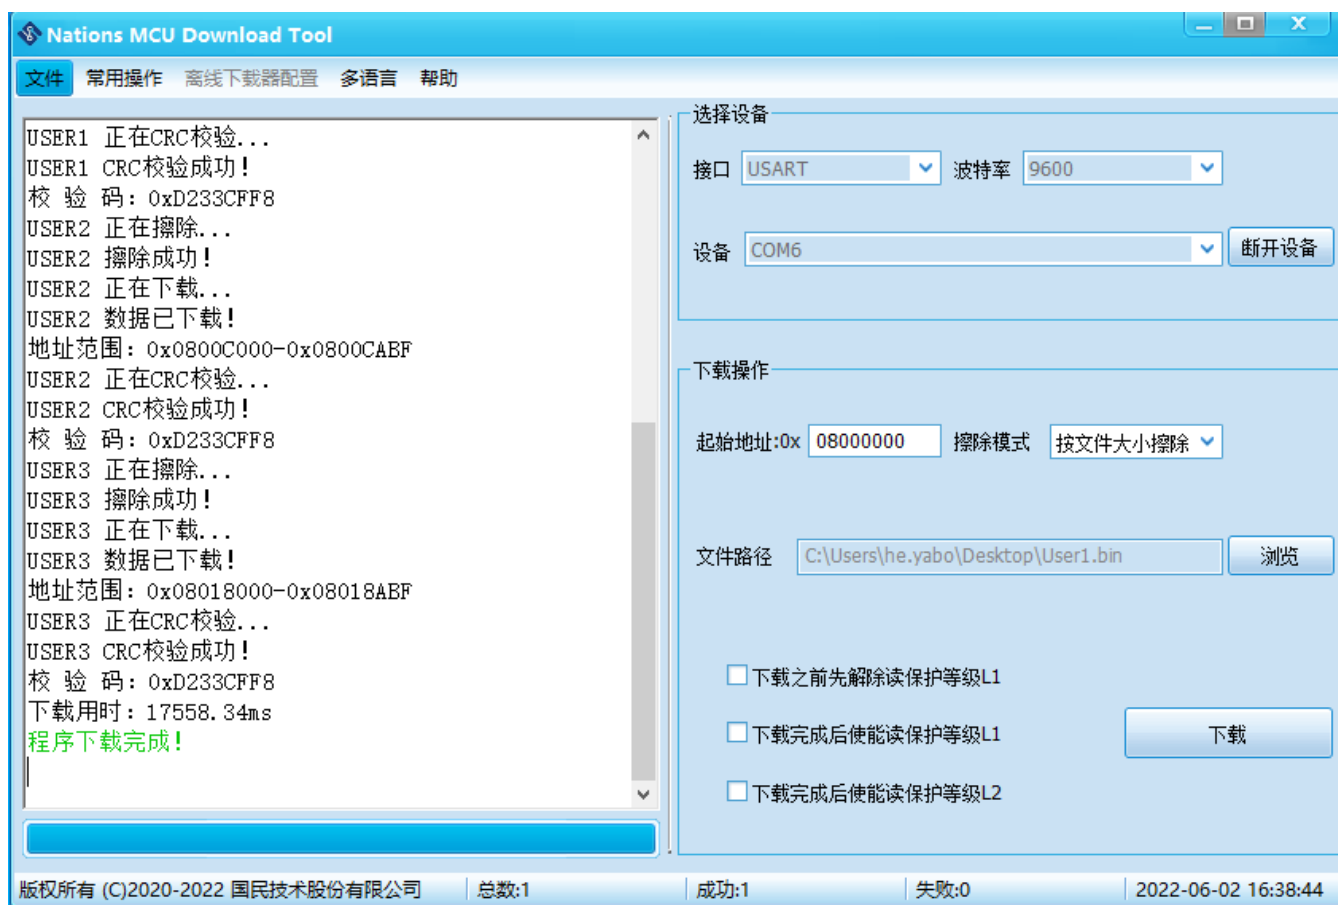 Nations MCU Download Tool
文件 常用操作 离线下载器配置 多语言 帮助
USER1 正在CRC校验...
USER1 CRC校验成功!
校 验 码: 0xD233CFF8
USER2 正在擦除...
USER2 擦除成功!
USER2 正在下载...
USER2 数据已下载!
地址范围: 0x0800C000-0x0800CABF
USER2 正在CRC校验...
USER2 CRC校验成功!
校 验 码: 0xD233CFF8
USER3 正在擦除...
USER3 擦除成功!
USER3 正在下载...
USER3 数据已下载!
地址范围: 0x08018000-0x08018ABF
USER3 正在CRC校验...
USER3 CRC校验成功!
校 验 码: 0xD233CFF8
下载用时: 17558.34ms
程序下载完成!
选择设备
接口 USART 波特率 9600
设备 COM6 断开设备
下载操作
起始地址:0x 08000000 擦除模式 按文件大小擦除
文件路径 C:\Users\he.yabo\Desktop\User1.bin 浏览
下载之前先解除读保护等级L1
下载完成后使能读保护等级L1
下载
下载完成后使能读保护等级L2
版权所有 (C)2020-2022 国民技术股份有限公司 总数:1 成功:1 失败:0 2022-06-02 16:38:44